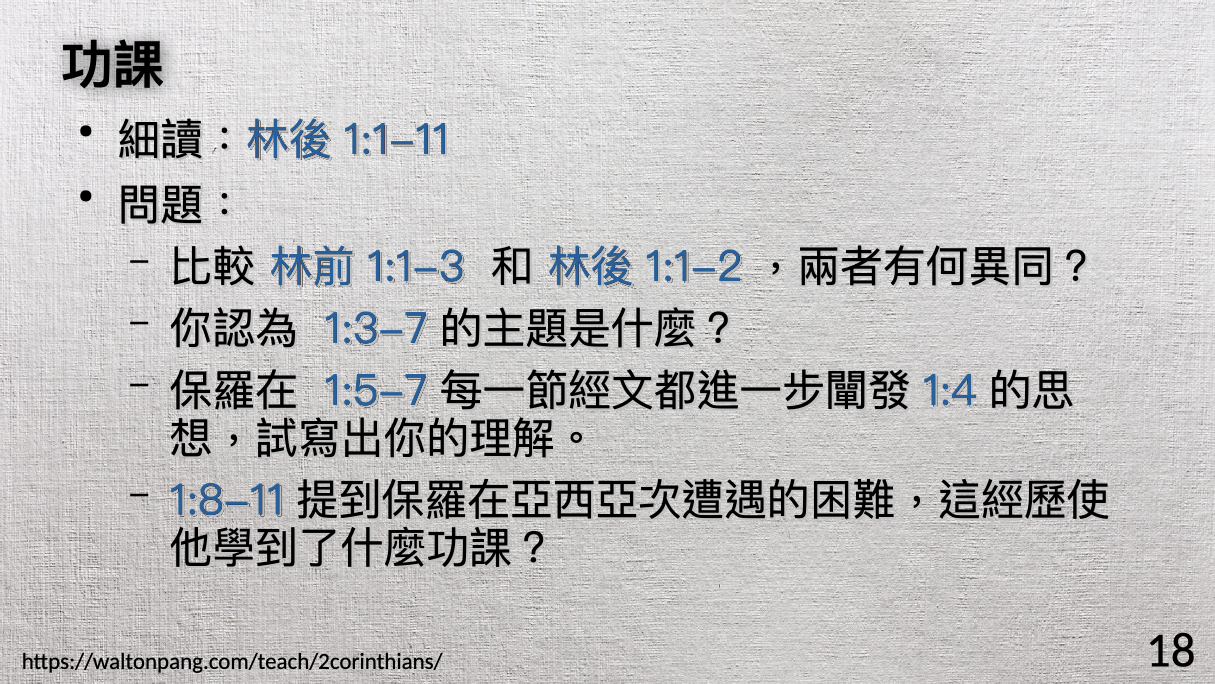 功課
• 細讀：林後 1:1–11
• 問題：
– 比較 林前 1:1–3 和 林後 1:1–2 ，兩者有何異同？
– 你認為 1:3–7 的主題是什麼？
– 保羅在 1:5–7 每一節經文都進一步闡發 1:4 的思
想，試寫出你的理解。
– 1:8–11 提到保羅在亞西亞次遭遇的困難，這經歷使
他學到了什麼功課？
https://waltonpang.com/teach/2corinthians/
18